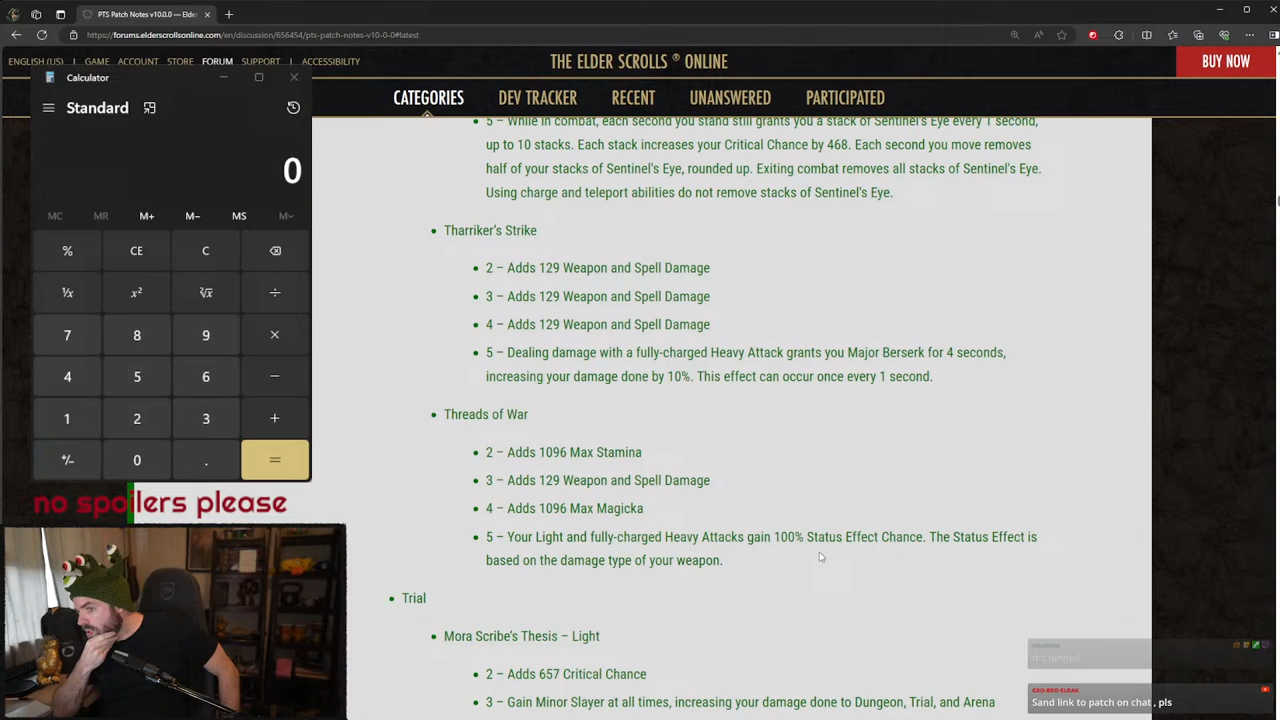 PTS Patch Notes v10.0.0 — Elder
https://forums.elderscrollsonline.com/en/discussion/656454/pts-patch-notes-v10-0-0#latest
ENGLISH (US) GAME ACCOUNT STORE FORUM SUPPORT ACCESSIBILITY
THE ELDER SCROLLS ® ONLINE
BUY NOW
CATEGORIES DEV TRACKER RECENT UNANSWERED PARTICIPATED
Calculator
Standard
0
MC MR M+ M− MS M˅
% CE C
¹/x x² ²√x ÷
7 8 9 ×
4 5 6 −
1 2 3 +
⁺/₋ 0 . =
no spoilers please
5 – While in combat, each second you stand still grants you a stack of Sentinel's Eye every 1 second,
up to 10 stacks. Each stack increases your Critical Chance by 468. Each second you move removes
half of your stacks of Sentinel's Eye, rounded up. Exiting combat removes all stacks of Sentinel's Eye.
Using charge and teleport abilities do not remove stacks of Sentinel's Eye.
Tharriker's Strike
2 – Adds 129 Weapon and Spell Damage
3 – Adds 129 Weapon and Spell Damage
4 – Adds 129 Weapon and Spell Damage
5 – Dealing damage with a fully-charged Heavy Attack grants you Major Berserk for 4 seconds,
increasing your damage done by 10%. This effect can occur once every 1 second.
Threads of War
2 – Adds 1096 Max Stamina
3 – Adds 129 Weapon and Spell Damage
4 – Adds 1096 Max Magicka
5 – Your Light and fully-charged Heavy Attacks gain 100% Status Effect Chance. The Status Effect is
based on the damage type of your weapon.
Trial
Mora Scribe's Thesis – Light
2 – Adds 657 Critical Chance
3 – Gain Minor Slayer at all times, increasing your damage done to Dungeon, Trial, and Arena
GRO-BRO-ELDAR
Sand link to patch on chat , pls